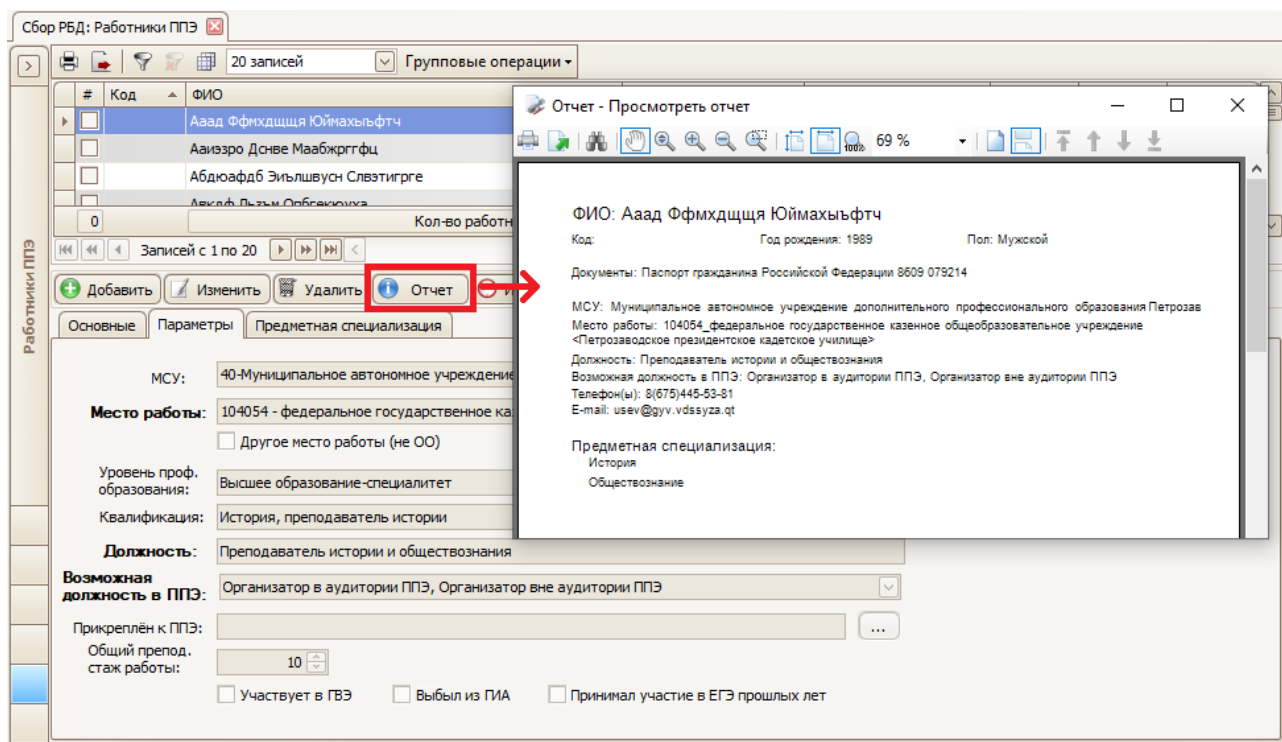 Сбор РБД: Работники ППЭ
20 записей Групповые операции
# Код ФИО
Ааад Ффмхдщщя Юймахыъфтч
Ааиэзро Дснве Маабжрггфц
Абдюафдб Эиълшвусн Слвэтигрге
0 Кол-во работн
Записей с 1 по 20
Работники ППЭ
Добавить Изменить Удалить Отчет И
Основные Параметры Предметная специализация
МСУ: 40-Муниципальное автономное учреждение
Место работы: 104054 - федеральное государственное ка
Другое место работы (не ОО)
Уровень проф.
образования: Высшее образование-специалитет
Квалификация: История, преподаватель истории
Должность: Преподаватель истории и обществознания
Возможная
должность в ППЭ: Организатор в аудитории ППЭ, Организатор вне аудитории ППЭ
Прикреплён к ППЭ: ...
Общий препод.
стаж работы: 10
Участвует в ГВЭ Выбыл из ГИА Принимал участие в ЕГЭ прошлых лет
Отчет - Просмотреть отчет
100% 69 %
ФИО: Ааад Ффмхдщщя Юймахыъфтч
Код: Год рождения: 1989 Пол: Мужской
Документы: Паспорт гражданина Российской Федерации 8609 079214
МСУ: Муниципальное автономное учреждение дополнительного профессионального образования Петрозав
Место работы: 104054_федеральное государственное казенное общеобразовательное учреждение
<Петрозаводское президентское кадетское училище>
Должность: Преподаватель истории и обществознания
Возможная должность в ППЭ: Организатор в аудитории ППЭ, Организатор вне аудитории ППЭ
Телефон(ы): 8(675)445-53-81
E-mail: usev@gyv.vdssyza.qt
Предметная специализация:
История
Обществознание